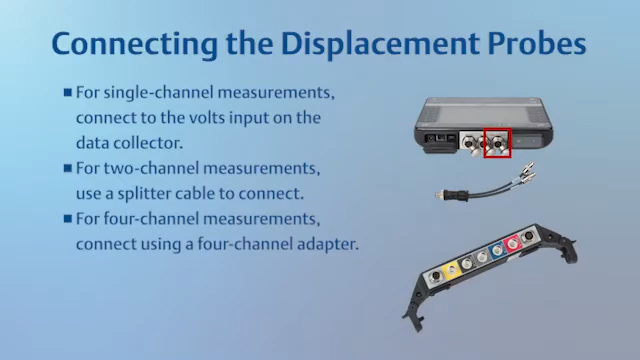 Connecting the Displacement Probes
■ For single-channel measurements,
connect to the volts input on the
data collector.
■ For two-channel measurements,
use a splitter cable to connect.
■ For four-channel measurements,
connect using a four-channel adapter.